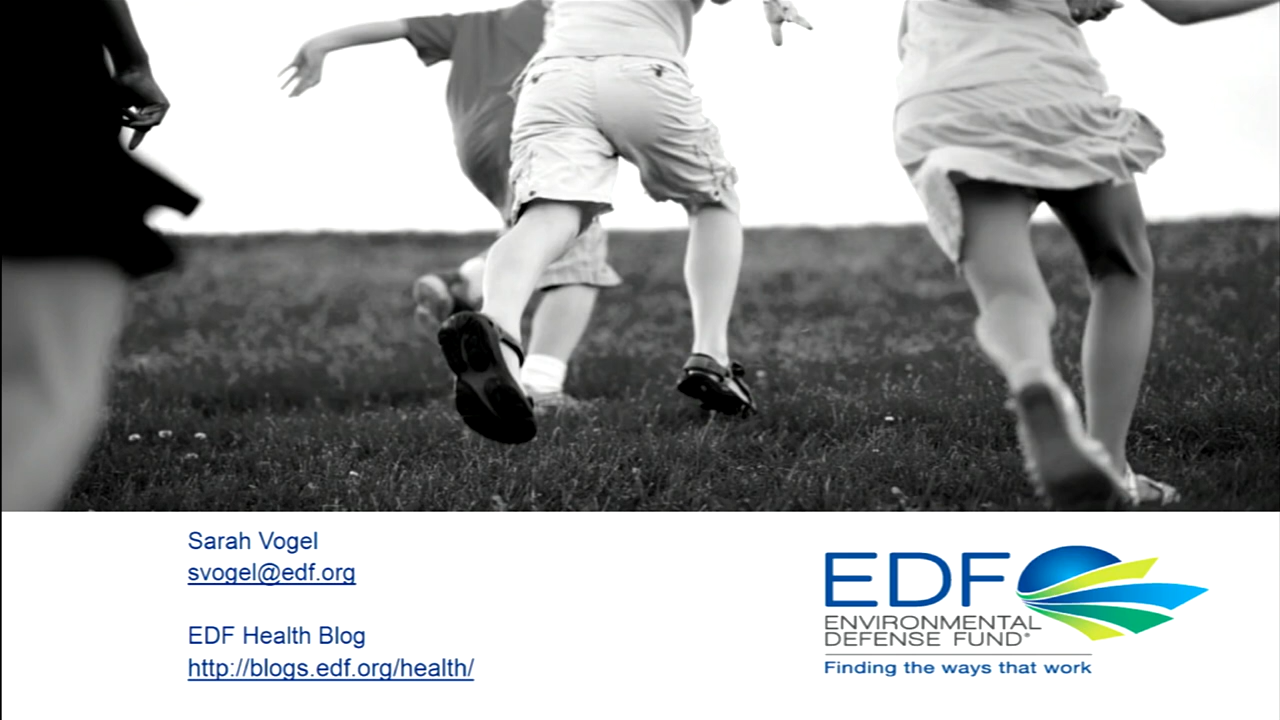 Sarah Vogel
svogel@edf.org
EDF Health Blog
http://blogs.edf.org/health/
EDF
ENVIRONMENTAL
DEFENSE FUND®
Finding the ways that work